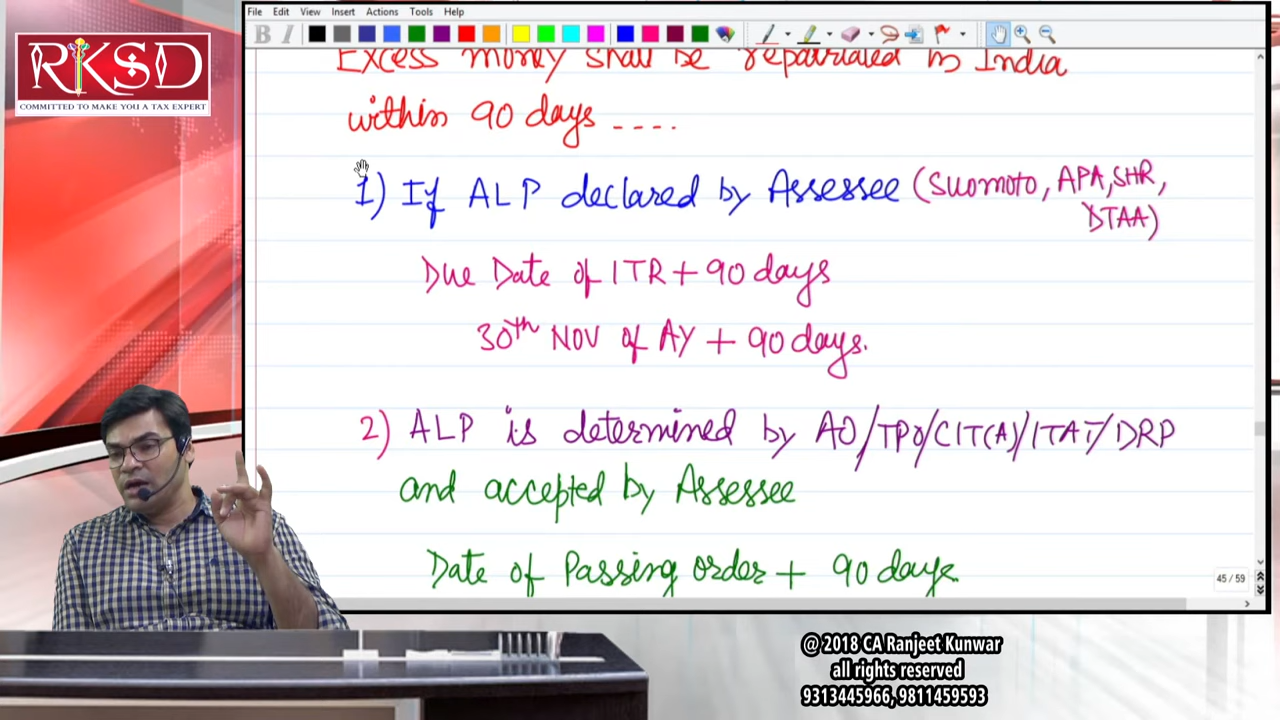 File Edit View Insert Actions Tools Help
B I
RKSD
COMMITTED TO MAKE YOU A TAX EXPERT
Excess money shall be repatriated in India
within 90 days ----
1) If ALP declared by Assessee (Suomoto, APA, SHR,
DTAA)
Due Date of ITR + 90 days
30th NOV of AY + 90 days.
2) ALP is determined by AO/TPO/CIT(A)/ITAT/DRP
and accepted by Assessee
Date of Passing order + 90 days.
45 / 59
@ 2018 CA Ranjeet Kunwar
all rights reserved
9313445966, 9811459593